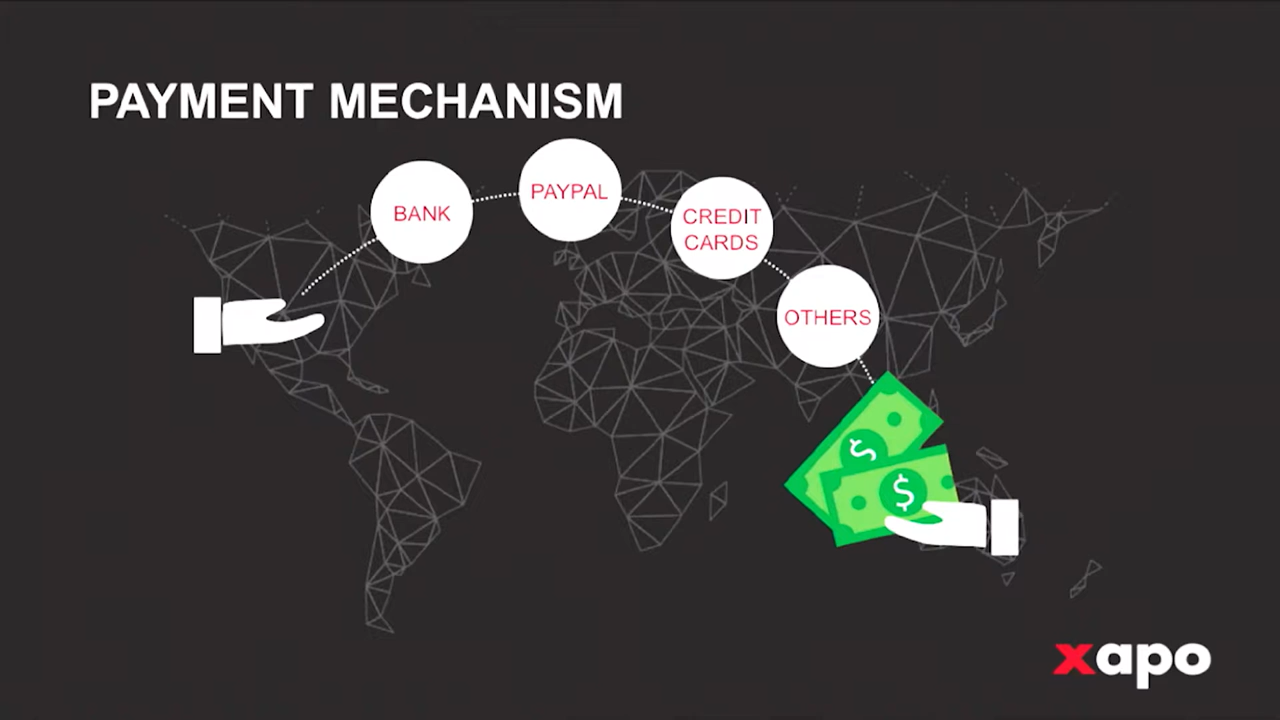 PAYMENT MECHANISM
BANK
PAYPAL
CREDIT
CARDS
OTHERS
$
$
xapo